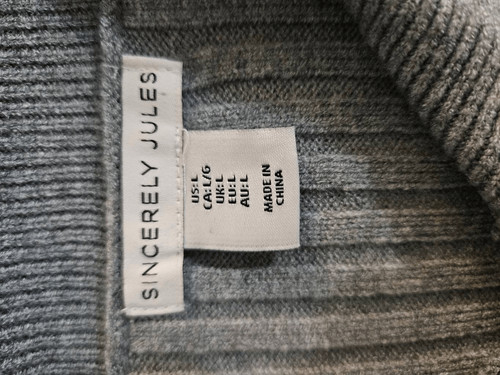 SINCERELY JULES
US:L
CA:L/G
UK:L
EU:L
AU:L
MADE IN
CHINA